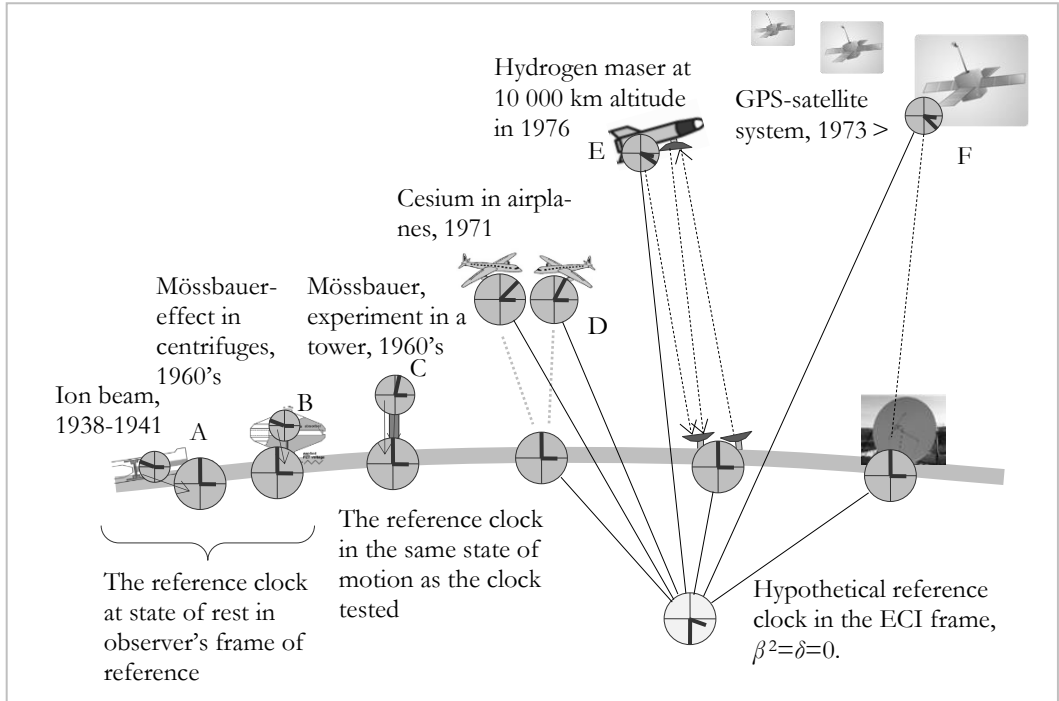 Hydrogen maser at
10 000 km altitude
in 1976
GPS-satellite
system, 1973 >
E
F
Cesium in airpla-
nes, 1971
D
Mössbauer-
effect in
centrifuges,
1960's
Mössbauer,
experiment in a
tower, 1960's
C
Ion beam,
1938-1941
A
B
The reference clock
at state of rest in
observer's frame of
reference
The reference clock
in the same state of
motion as the clock
tested
Hypothetical reference
clock in the ECI frame,
β²=δ=0.